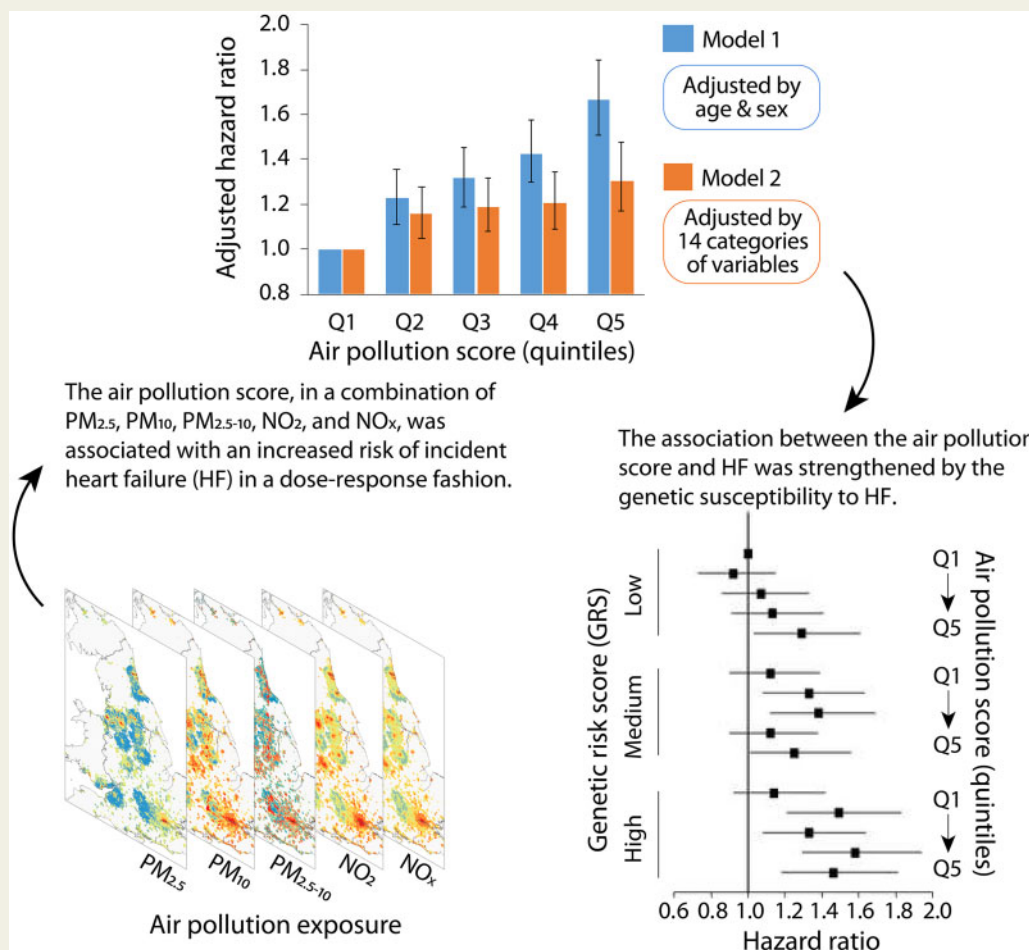 2.0
1.8
1.6
1.4
1.2
1.0
0.8
Adjusted hazard ratio
Q1 Q2 Q3 Q4 Q5
Air pollution score (quintiles)
Model 1
Adjusted by
age & sex
Model 2
Adjusted by
14 categories
of variables
The air pollution score, in a combination of
PM2.5, PM10, PM2.5-10, NO2, and NOx, was
associated with an increased risk of incident
heart failure (HF) in a dose-response fashion.
The association between the air pollution
score and HF was strengthened by the
genetic susceptibility to HF.
PM2.5 PM10 PM2.5-10 NO2 NOx
Air pollution exposure
Genetic risk score (GRS)
Low
Medium
High
Q1
Q5
Q1
Q5
Q1
Q5
Air pollution score (quintiles)
0.6 0.8 1.0 1.2 1.4 1.6 1.8 2.0
Hazard ratio